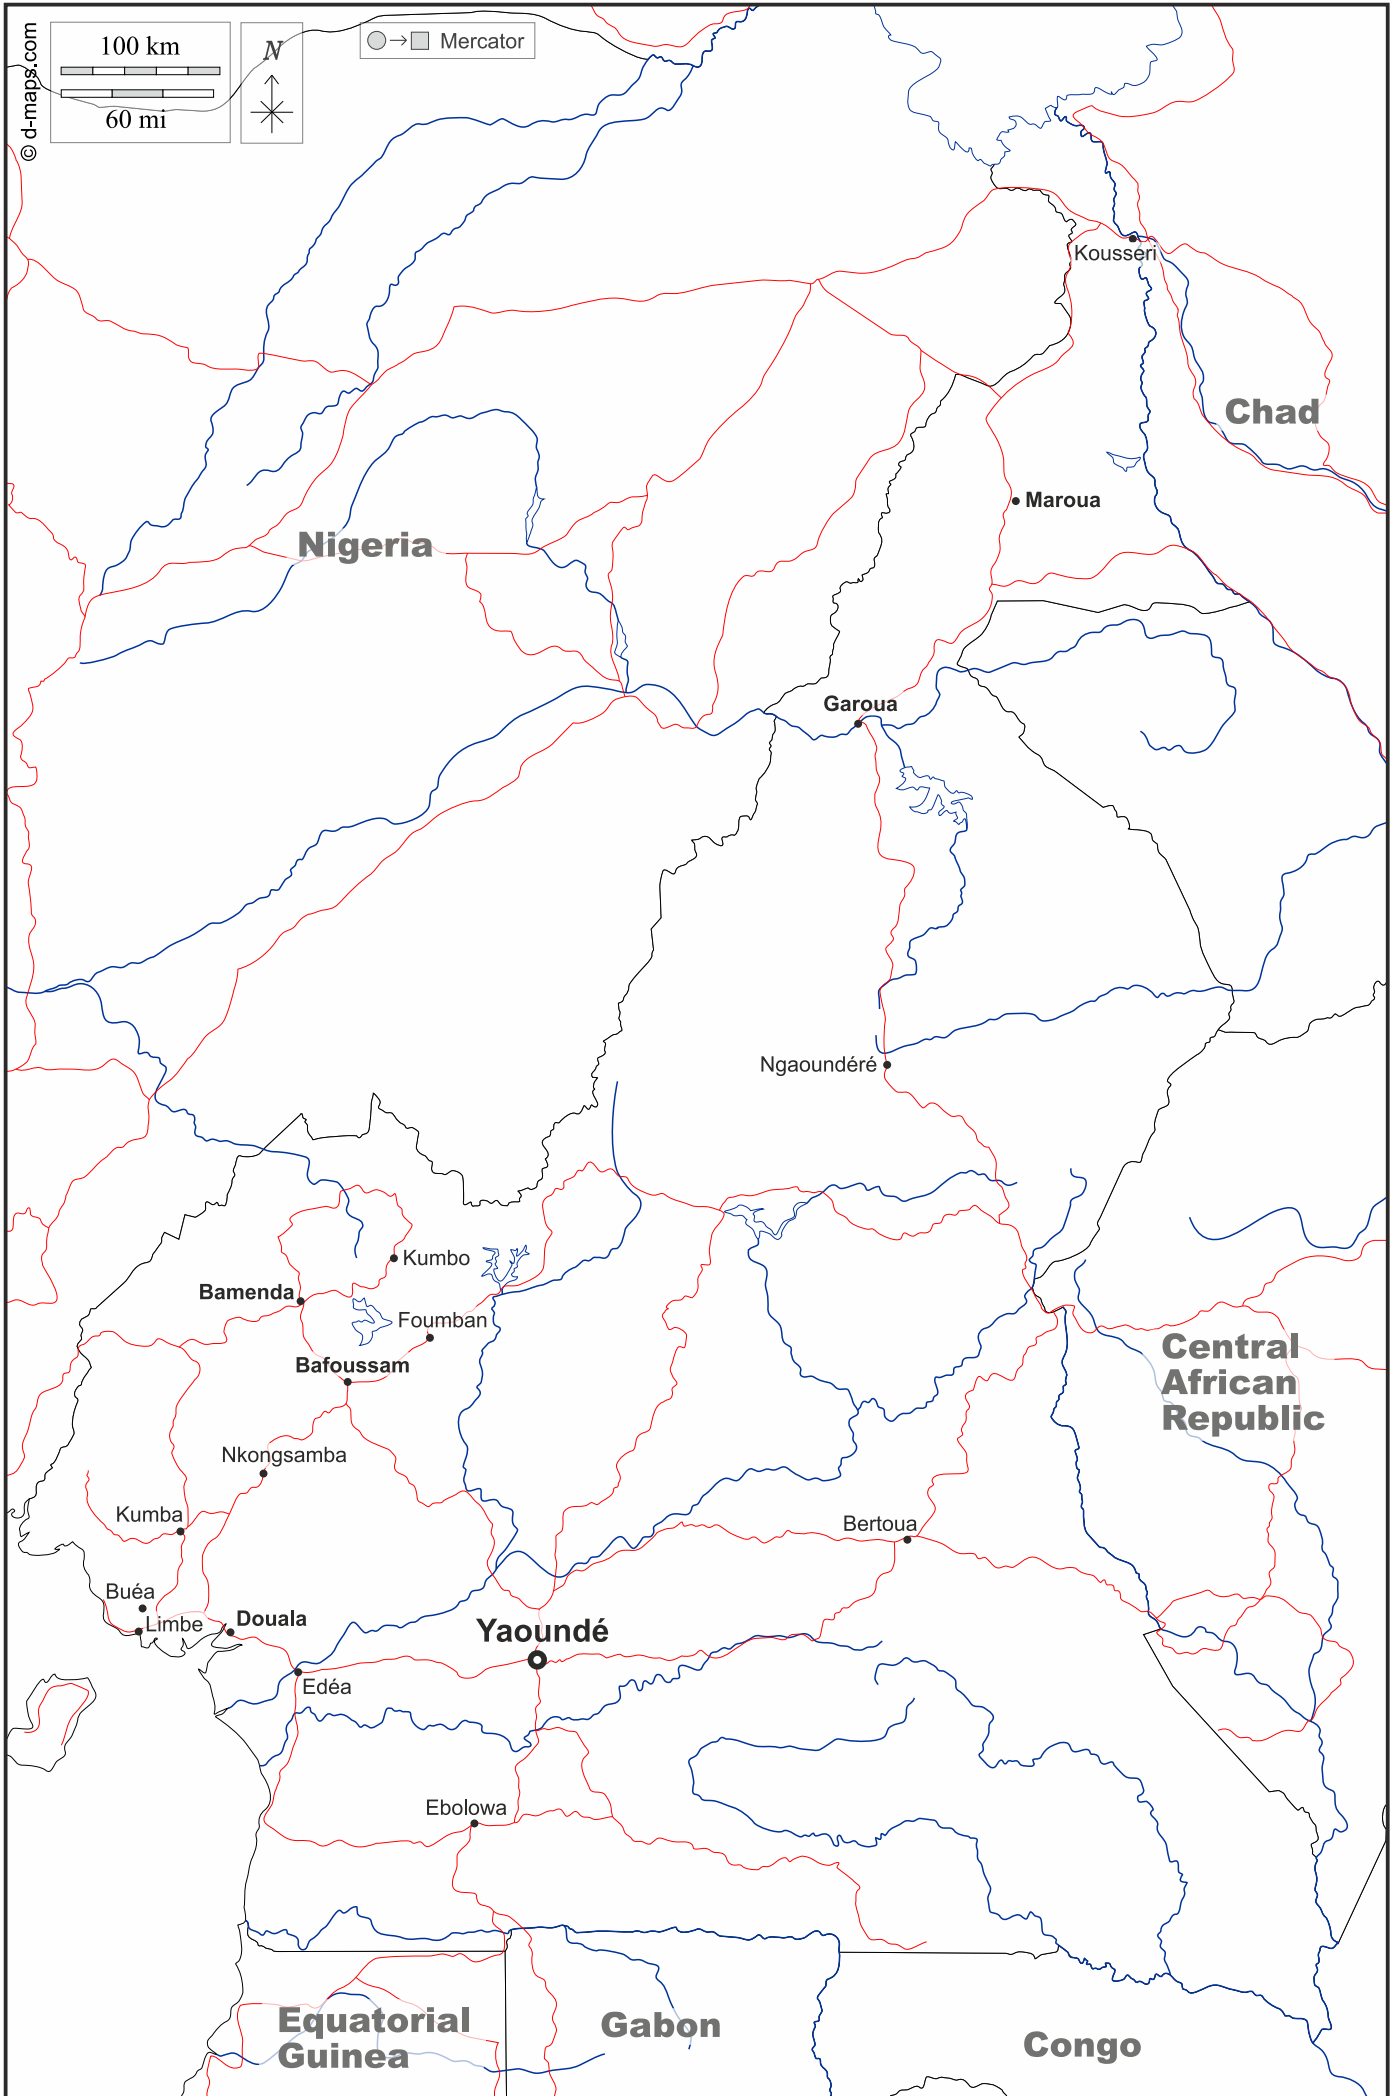 © d-maps.com
100 km
60 mi
N
Mercator
Kousséri
Chad
Maroua
Nigeria
Garoua
Ngaoundéré
Kumbo
Bamenda
Foumban
Bafoussam
Central
African
Republic
Nkongsamba
Kumba
Bertoua
Buéa
Limbe
Douala
Yaoundé
Edéa
Ebolowa
Equatorial
Guinea
Gabon
Congo